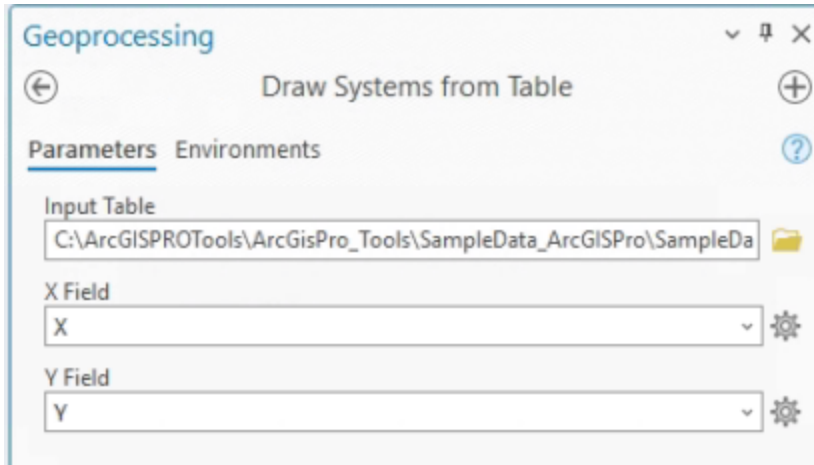 Geoprocessing
Draw Systems from Table
Parameters Environments
Input Table
C:\ArcGISPROTools\ArcGisPro_Tools\SampleData_ArcGISPro\SampleDa
X Field
X
Y Field
Y